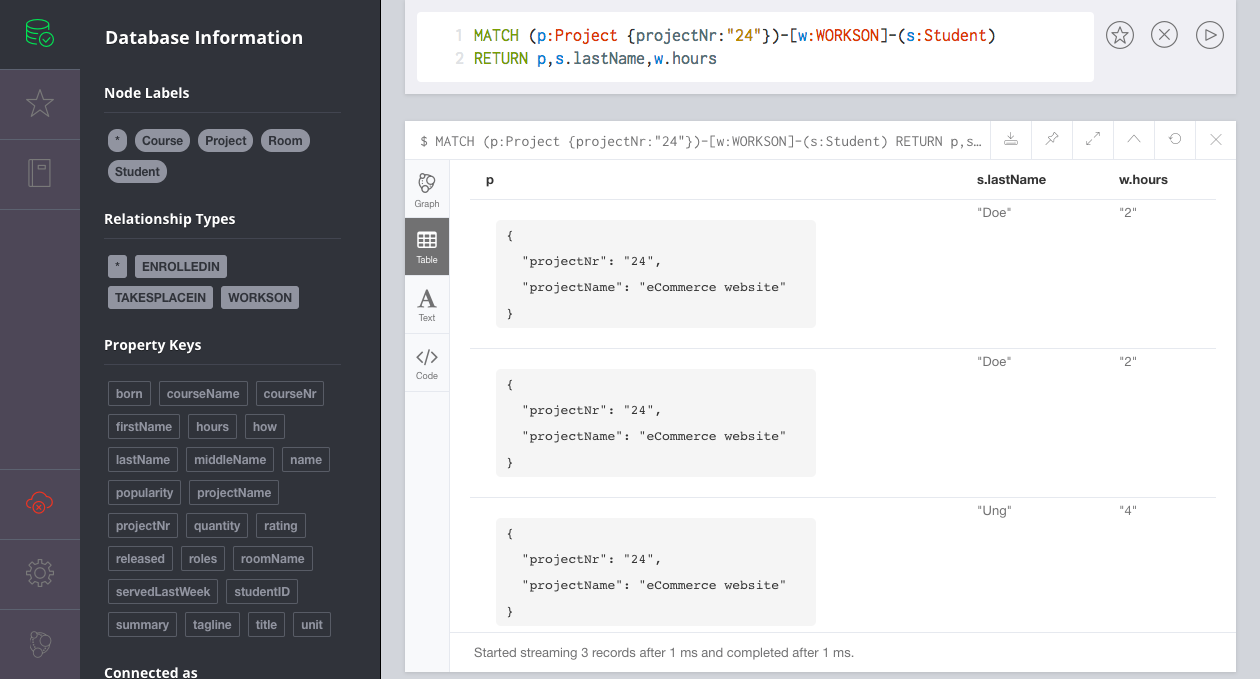 Database Information
Node Labels
* Course Project Room
Student
Relationship Types
* ENROLLEDIN
TAKESPLACEIN WORKSON
Property Keys
born courseName courseNr
firstName hours how
lastName middleName name
popularity projectName
projectNr quantity rating
released roles roomName
servedLastWeek studentID
summary tagline title unit
Connected as
1 MATCH (p:Project {projectNr:"24"})-[w:WORKSON]-(s:Student)
2 RETURN p,s.lastName,w.hours
$ MATCH (p:Project {projectNr:"24"})-[w:WORKSON]-(s:Student) RETURN p,s…
Graph
Table
A
Text
</>
Code
p s.lastName w.hours
"Doe" "2"
{
"projectNr": "24",
"projectName": "eCommerce website"
}
"Doe" "2"
{
"projectNr": "24",
"projectName": "eCommerce website"
}
"Ung" "4"
{
"projectNr": "24",
"projectName": "eCommerce website"
}
Started streaming 3 records after 1 ms and completed after 1 ms.